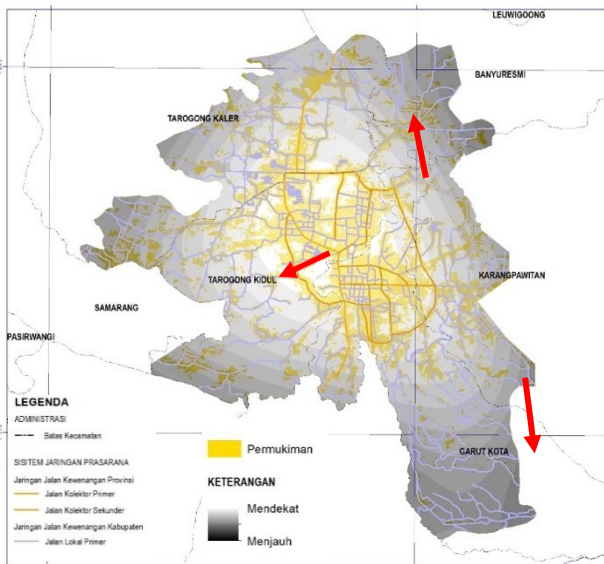 LEUWIGOONG
BANYURESMI
TAROGONG KALER
KARANGPAWITAN
TAROGONG KIDUL
SAMARANG
PASIRWANGI
GARUT KOTA
LEGENDA
ADMINISTRASI
Batas Kecamatan
SISITEM JARINGAN PRASARANA
Jaringan Jalan Kewenangan Provinsi
Jalan Kolektor Primer
Jalan Kolektor Sekunder
Jaringan Jalan Kewenangan Kabupaten
Jalan Lokal Primer
Permukiman
KETERANGAN
Mendekat
Menjauh